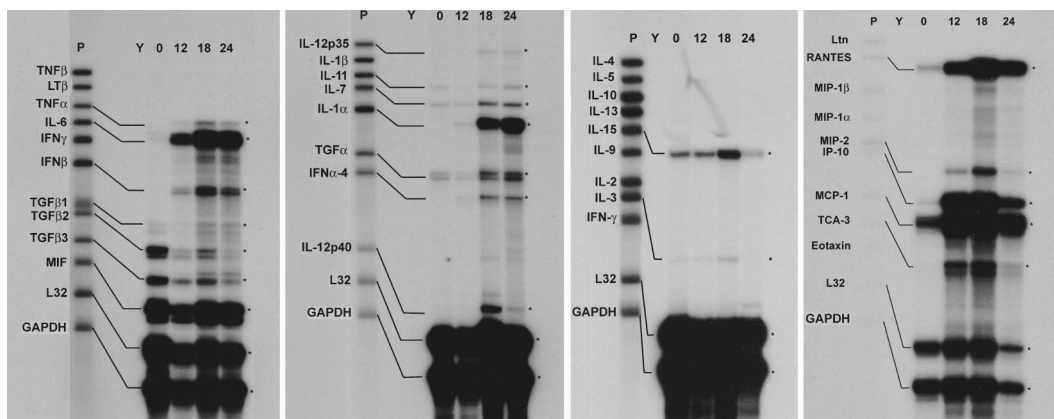 P Y 0 12 18 24
TNFβ
LTβ
TNFα
IL-6
IFNγ
IFNβ
TGFβ1
TGFβ2
TGFβ3
MIF
L32
GAPDH
P Y 0 12 18 24
IL-12p35
IL-1β
IL-11
IL-7
IL-1α
TGFα
IFNα-4
IL-12p40
L32
GAPDH
P Y 0 12 18 24
IL-4
IL-5
IL-10
IL-13
IL-15
IL-9
IL-2
IL-3
IFN-γ
L32
GAPDH
P Y 0 12 18 24
Ltn
RANTES
MIP-1β
MIP-1α
MIP-2
IP-10
MCP-1
TCA-3
Eotaxin
L32
GAPDH